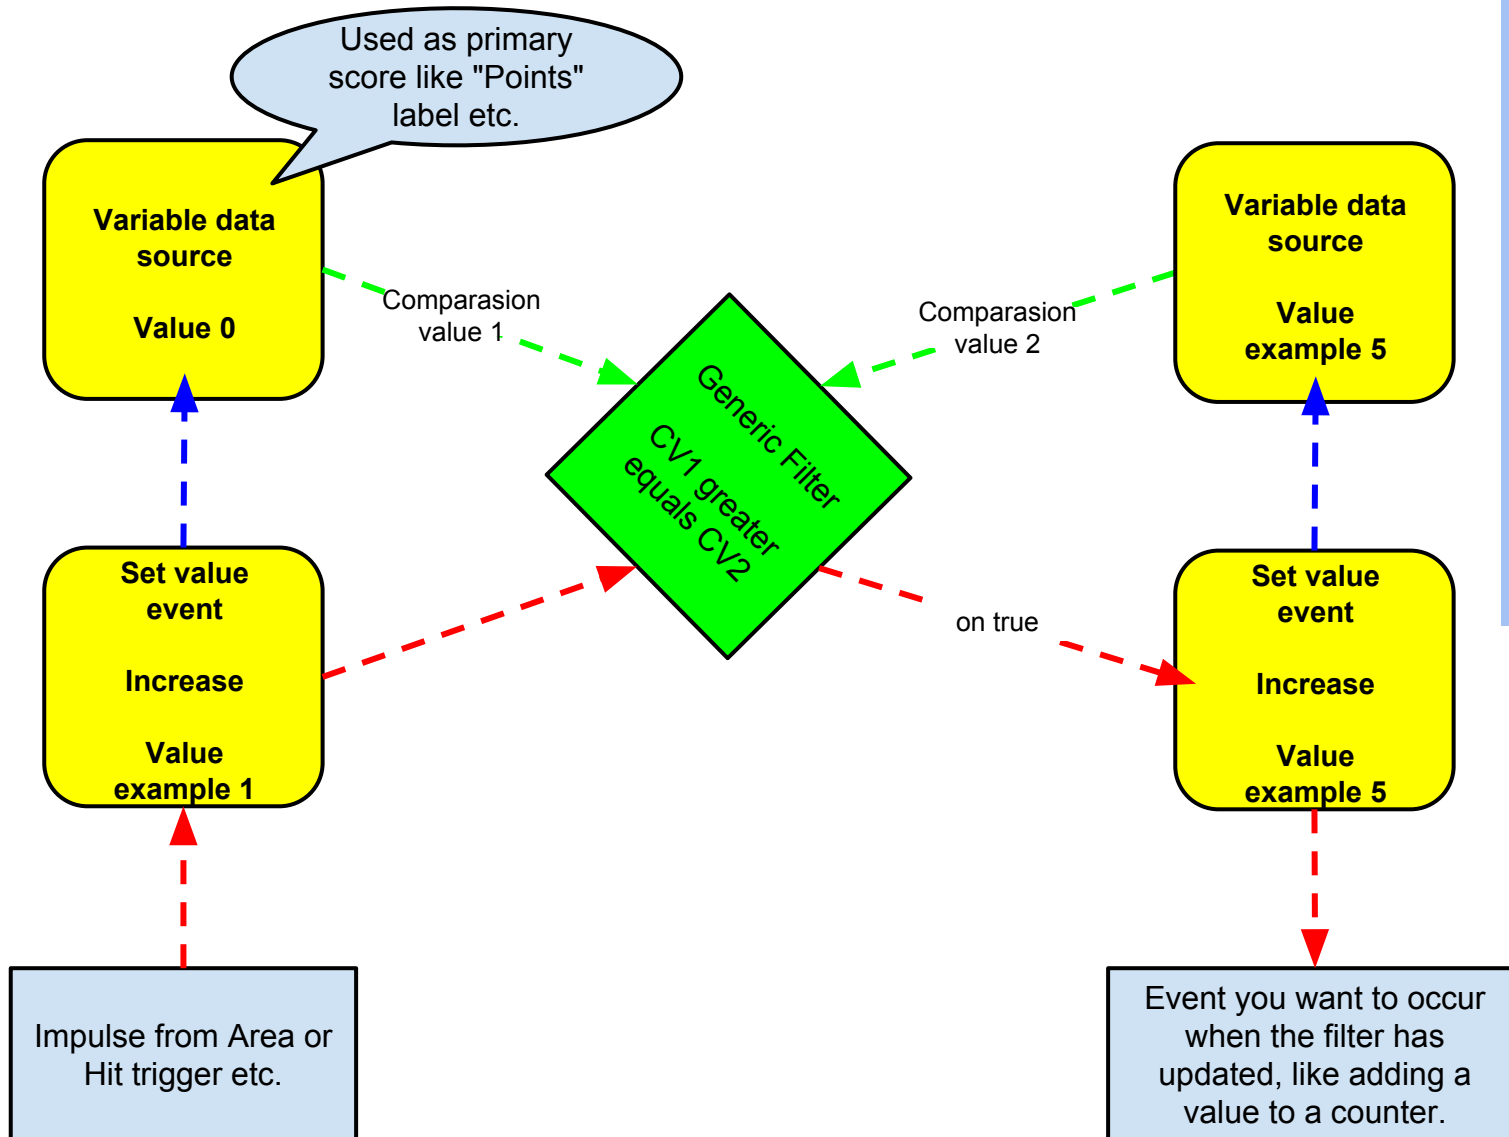 Used as primary
score like "Points"
label etc.
Variable data
source
Value 0
Variable data
source
Value
example 5
Comparasion
value 1
Comparasion
value 2
Generic Filter
CV1 greater
equals CV2
Set value
event
Increase
Value
example 1
on true
Set value
event
Increase
Value
example 5
Impulse from Area or
Hit trigger etc.
Event you want to occur
when the filter has
updated, like adding a
value to a counter.